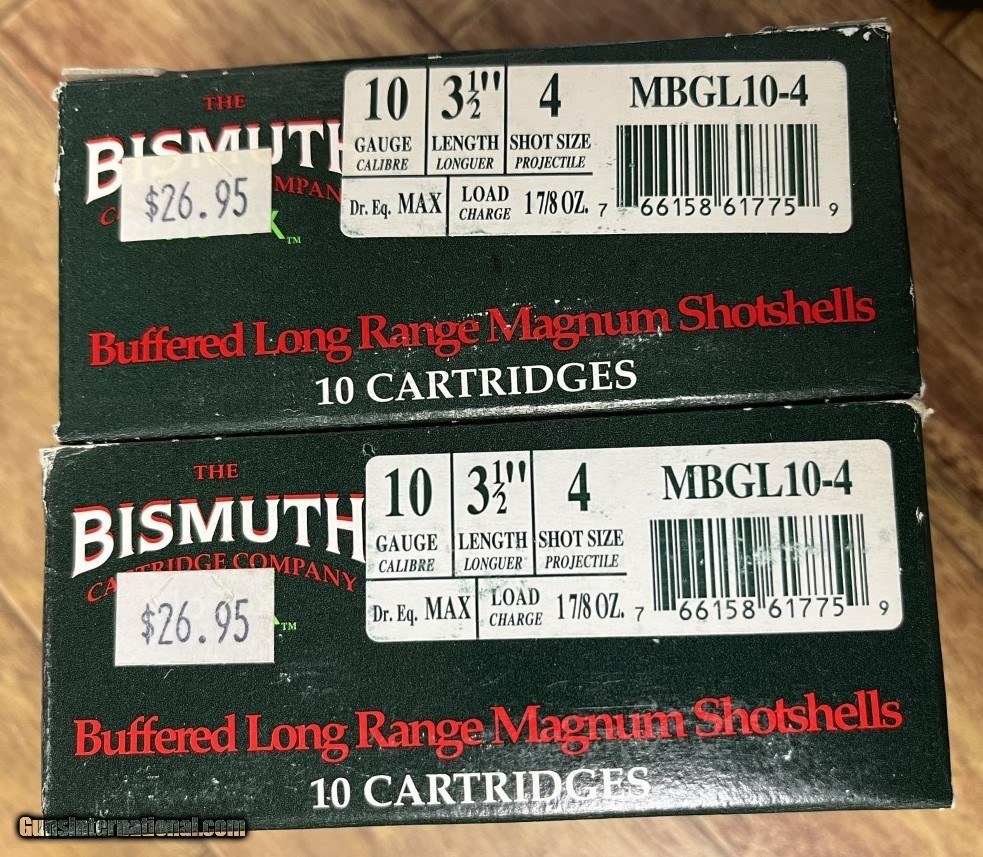 THE
BISMUTH
MPAN
$26.95
™
10
GAUGE
CALIBRE
3½"
LENGTH
LONGUER
4
SHOT SIZE
PROJECTILE
MBGL10-4
Dr. Eq. MAX
LOAD
CHARGE
1 7/8 OZ.
7 66158 61775 9
Buffered Long Range Magnum Shotshells
10 CARTRIDGES
THE
BISMUTH
CARTRIDGE COMPANY
$26.95
™
10
GAUGE
CALIBRE
3½"
LENGTH
LONGUER
4
SHOT SIZE
PROJECTILE
MBGL10-4
Dr. Eq. MAX
LOAD
CHARGE
1 7/8 OZ.
7 66158 61775 9
Buffered Long Range Magnum Shotshells
10 CARTRIDGES
GunsInternational.com